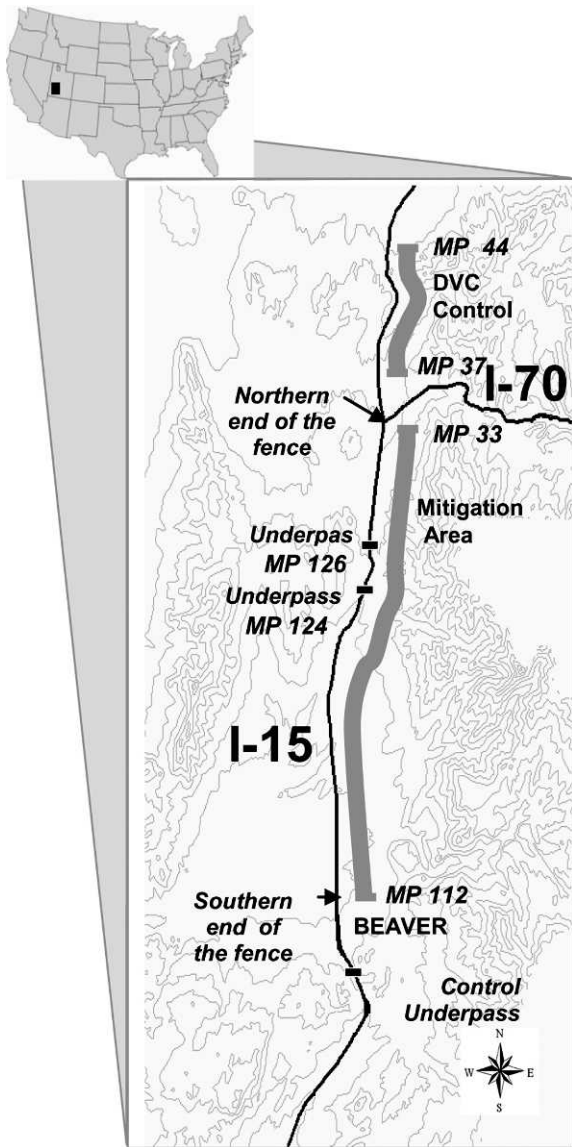 MP 44
DVC
Control
MP 37
I-70
Northern
end of the
fence
MP 33
Mitigation
Area
Underpas
MP 126
Underpass
MP 124
I-15
Southern
end of
the fence
MP 112
BEAVER
Control
Underpass
N
W E
S